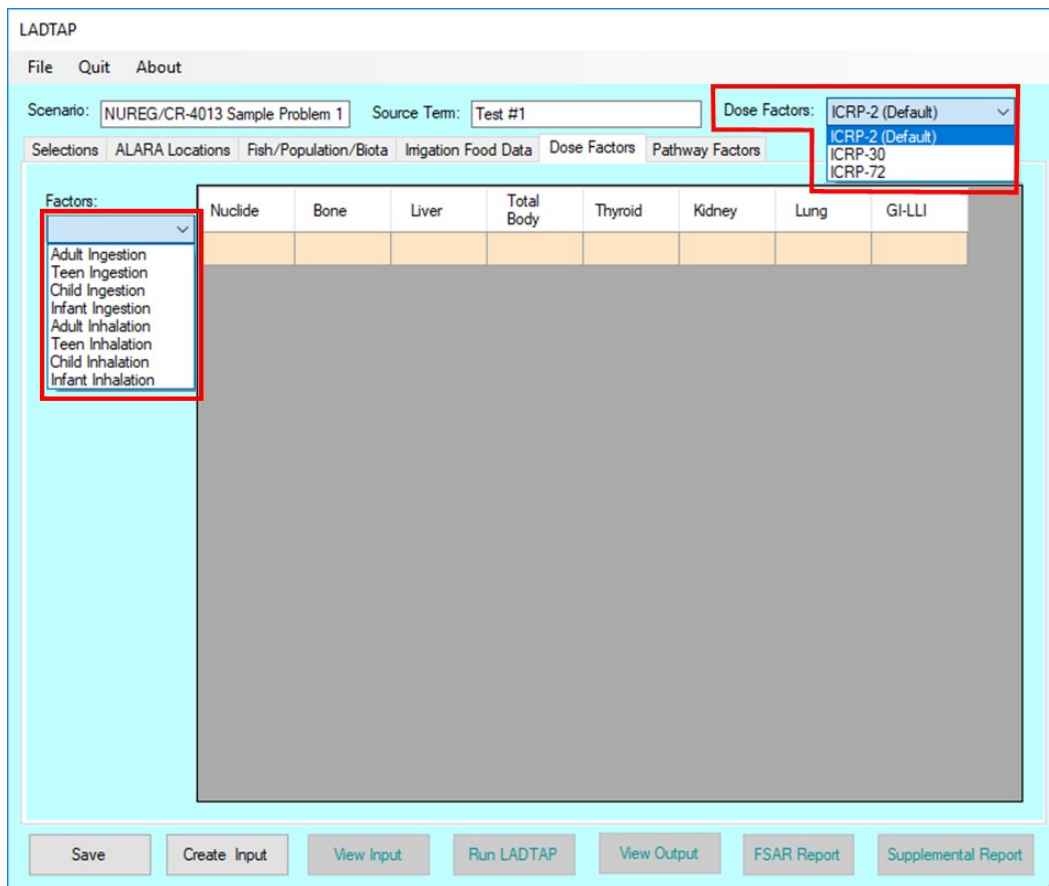 LADTAP
File Quit About
Scenario: NUREG/CR-4013 Sample Problem 1 Source Term: Test #1 Dose Factors: ICRP-2 (Default)
ICRP-2 (Default)
ICRP-30
ICRP-72
Selections ALARA Locations Fish/Population/Biota Irrigation Food Data Dose Factors Pathway Factors
Factors:
Adult Ingestion
Teen Ingestion
Child Ingestion
Infant Ingestion
Adult Inhalation
Teen Inhalation
Child Inhalation
Infant Inhalation
Nuclide Bone Liver Total Body Thyroid Kidney Lung GI-LLI
Save Create Input View Input Run LADTAP View Output FSAR Report Supplemental Report